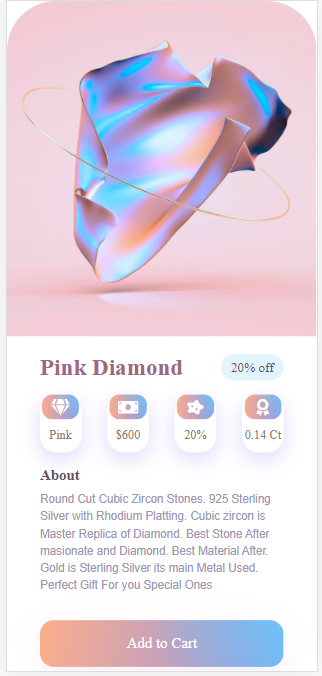 Pink Diamond
20% off
Pink
$600
20%
0.14 Ct
About
Round Cut Cubic Zircon Stones. 925 Sterling
Silver with Rhodium Platting. Cubic zircon is
Master Replica of Diamond. Best Stone After
masionate and Diamond. Best Material After.
Gold is Sterling Silver its main Metal Used.
Perfect Gift For you Special Ones
Add to Cart